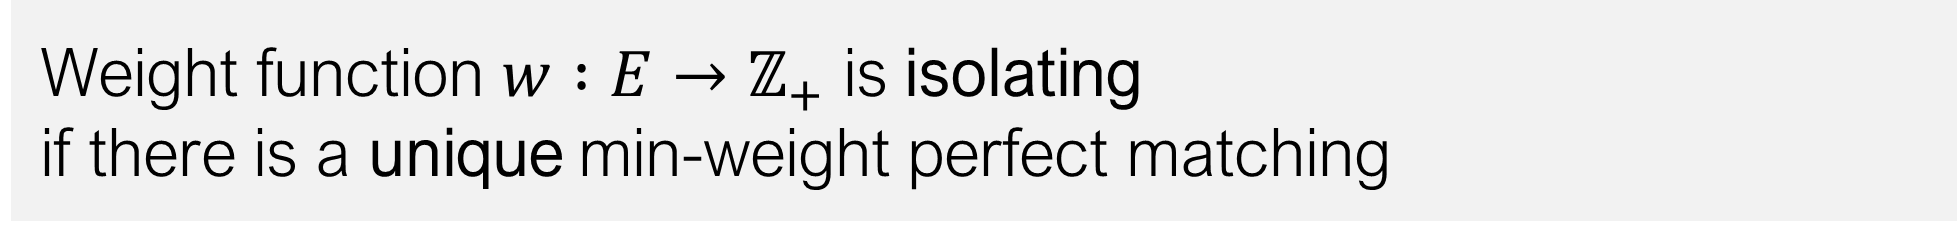 Weight function w : E → ℤ₊ is isolating
if there is a unique min-weight perfect matching